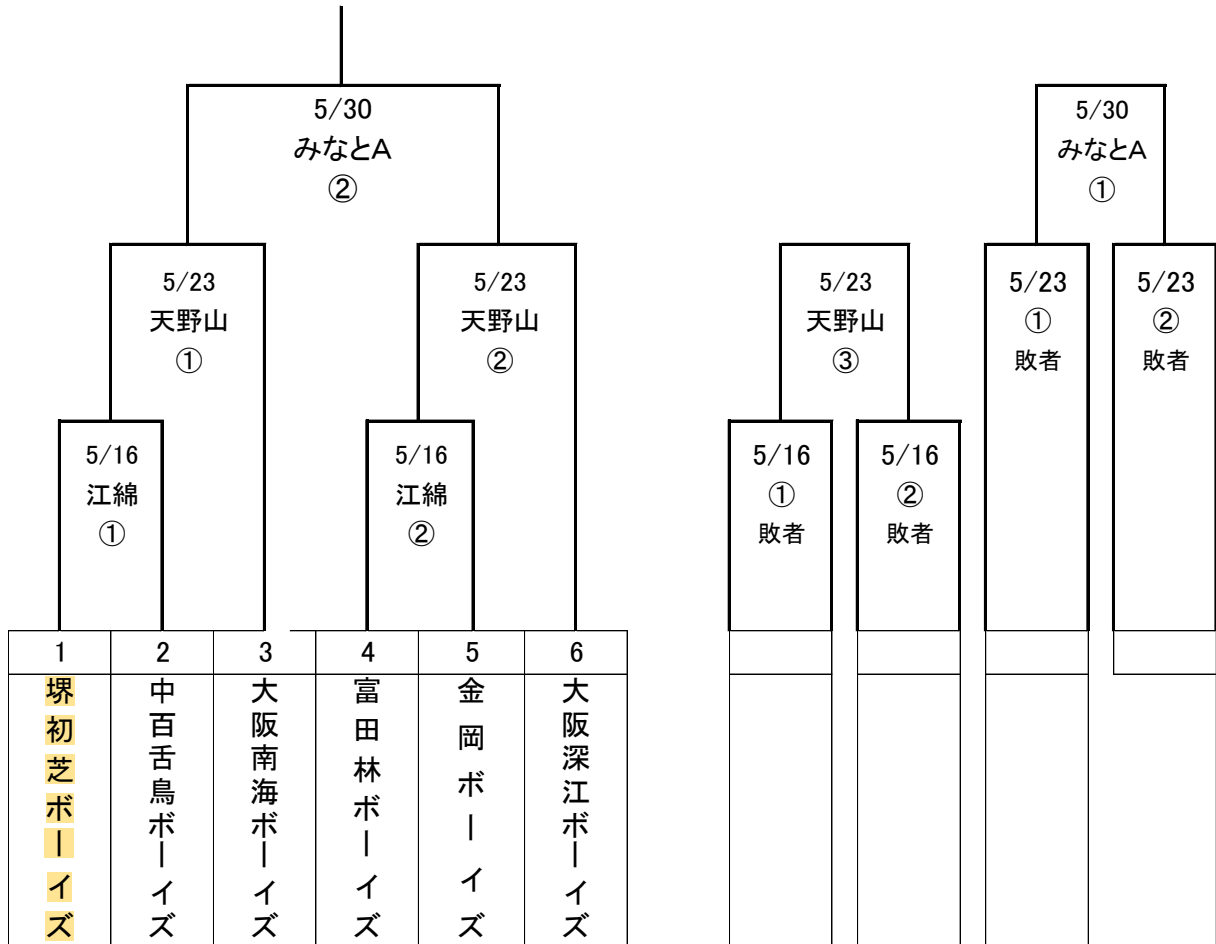 5/30
みなとA
②
5/30
みなとA
①
5/23
天野山
①
5/23
天野山
②
5/23
天野山
③
5/23
①
敗者
5/23
②
敗者
5/16
江綿
①
5/16
江綿
②
5/16
①
敗者
5/16
②
敗者
1
2
3
4
5
6
堺初芝ボーイズ
中百舌鳥ボーイズ
大阪南海ボーイズ
富田林ボーイズ
金岡ボーイズ
大阪深江ボーイズ